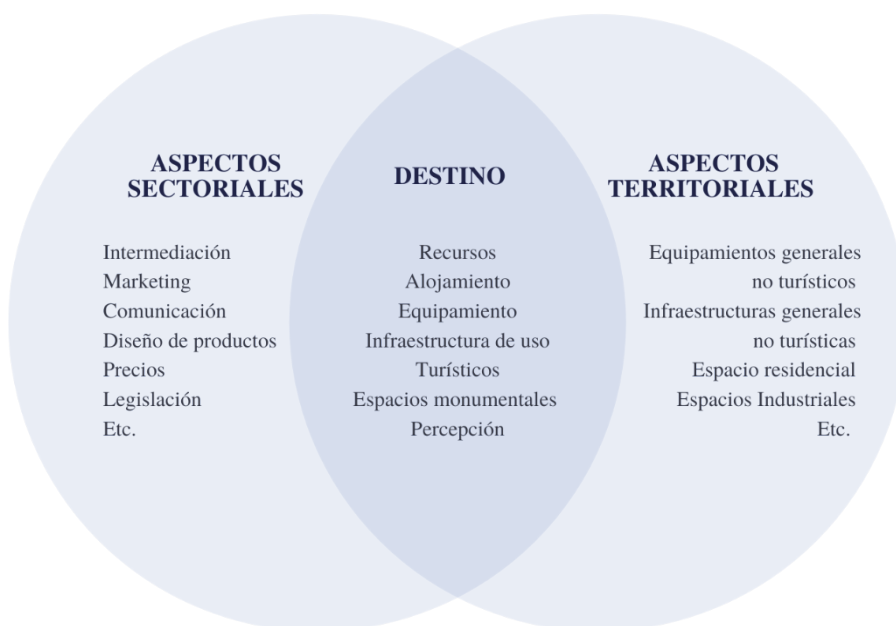 ASPECTOS
SECTORIALES
Intermediación
Marketing
Comunicación
Diseño de productos
Precios
Legislación
Etc.
DESTINO
Recursos
Alojamiento
Equipamiento
Infraestructura de uso
Turísticos
Espacios monumentales
Percepción
ASPECTOS
TERRITORIALES
Equipamientos generales
no turísticos
Infraestructuras generales
no turísticas
Espacio residencial
Espacios Industriales
Etc.